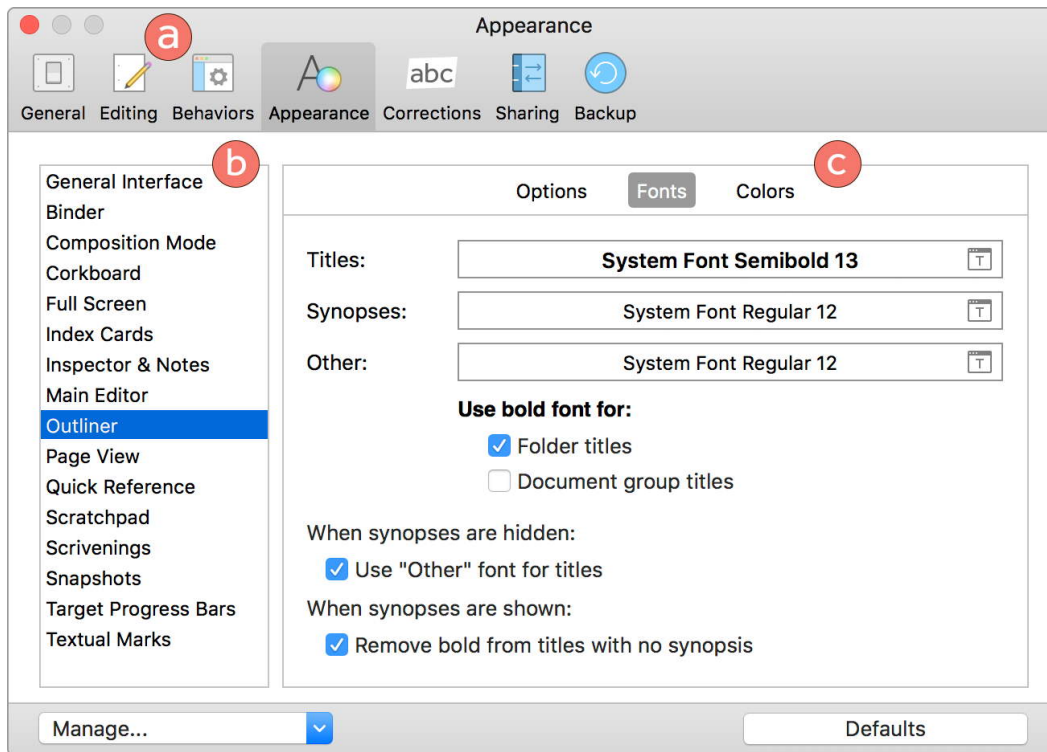 Appearance
a
abc
General Editing Behaviors Appearance Corrections Sharing Backup
b
General Interface
Binder
Composition Mode
Corkboard
Full Screen
Index Cards
Inspector & Notes
Main Editor
Outliner
Page View
Quick Reference
Scratchpad
Scrivenings
Snapshots
Target Progress Bars
Textual Marks
c
Options Fonts Colors
Titles: System Font Semibold 13 T
Synopses: System Font Regular 12 T
Other: System Font Regular 12 T
Use bold font for:
Folder titles
Document group titles
When synopses are hidden:
Use "Other" font for titles
When synopses are shown:
Remove bold from titles with no synopsis
Manage... Defaults